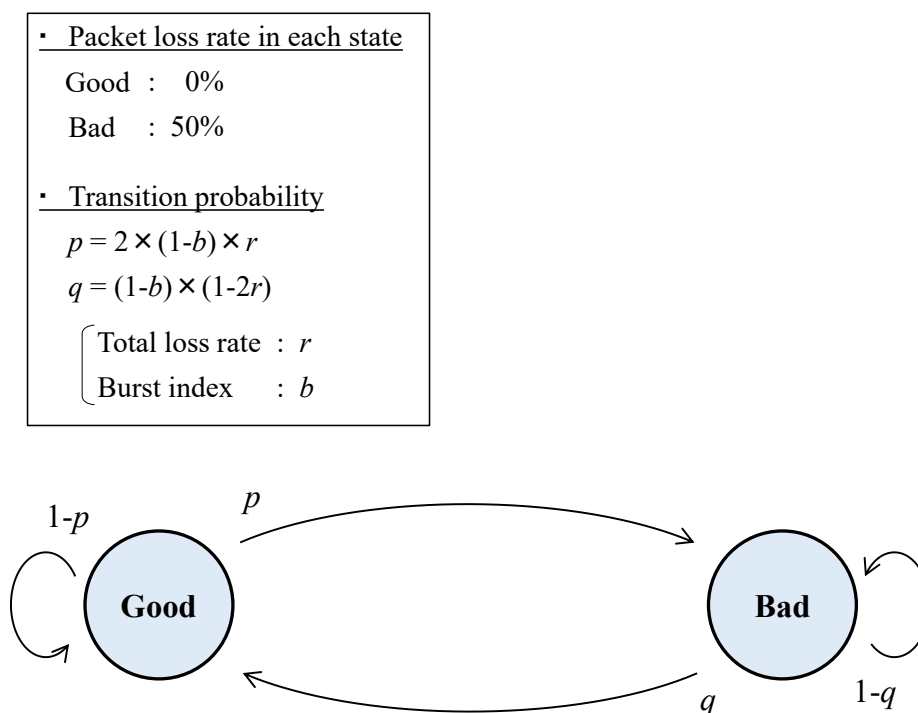 ・ Packet loss rate in each state
Good : 0%
Bad : 50%
・ Transition probability
p = 2×(1-b)×r
q = (1-b)×(1-2r)
Total loss rate : r
Burst index : b
p
1-p
Good
Bad
q
1-q